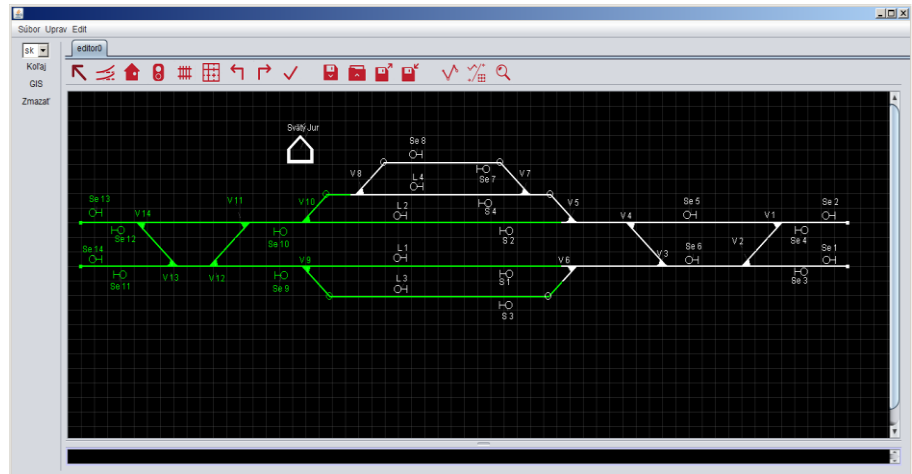 Súbor Uprav Edit
sk
editor0
Koľaj
GIS
Zmazať
Svätý Jur
Se 8
V 8
L 4
Se 7
V 7
Se 13
V 14
V 11
V 10
L 2
S 4
V 5
V 4
Se 5
V 1
Se 2
Se 12
Se 10
S 2
Se 4
Se 14
V 9
L 1
V 6
V 3
Se 6
V 2
Se 1
Se 11
V 13
V 12
Se 9
L 3
S 1
Se 3
S 3